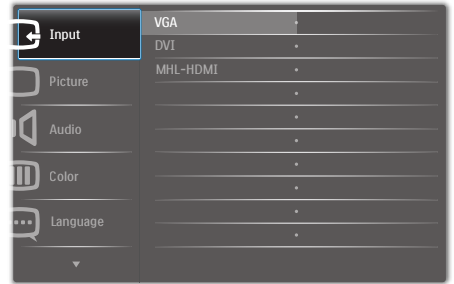 Input
Picture
Audio
Color
Language
VGA
DVI
MHL-HDMI